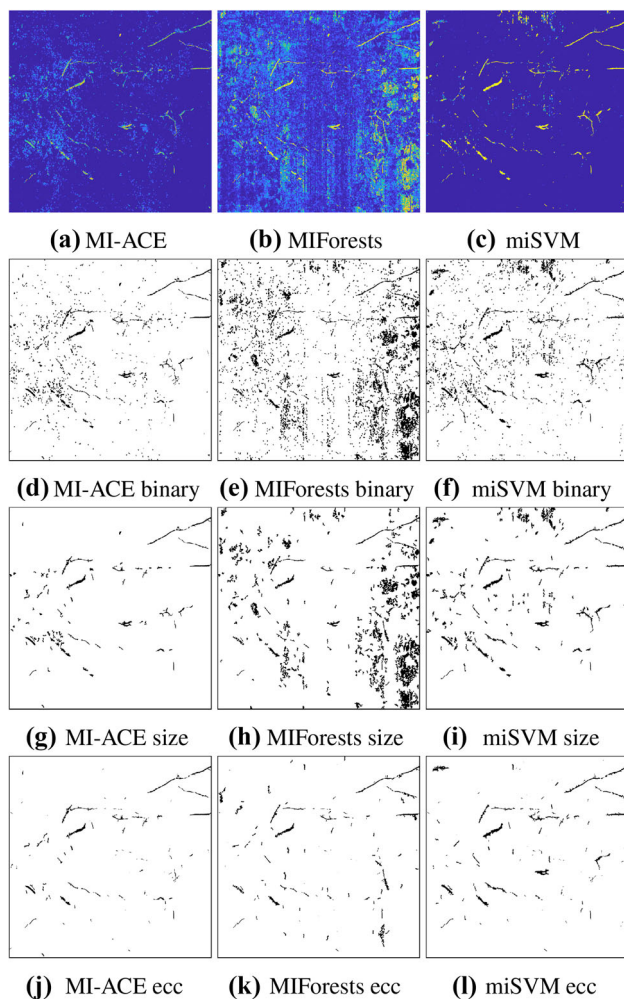 (a) MI-ACE (b) MIForests (c) miSVM
(d) MI-ACE binary (e) MIForests binary (f) miSVM binary
(g) MI-ACE size (h) MIForests size (i) miSVM size
(j) MI-ACE ecc (k) MIForests ecc (l) miSVM ecc